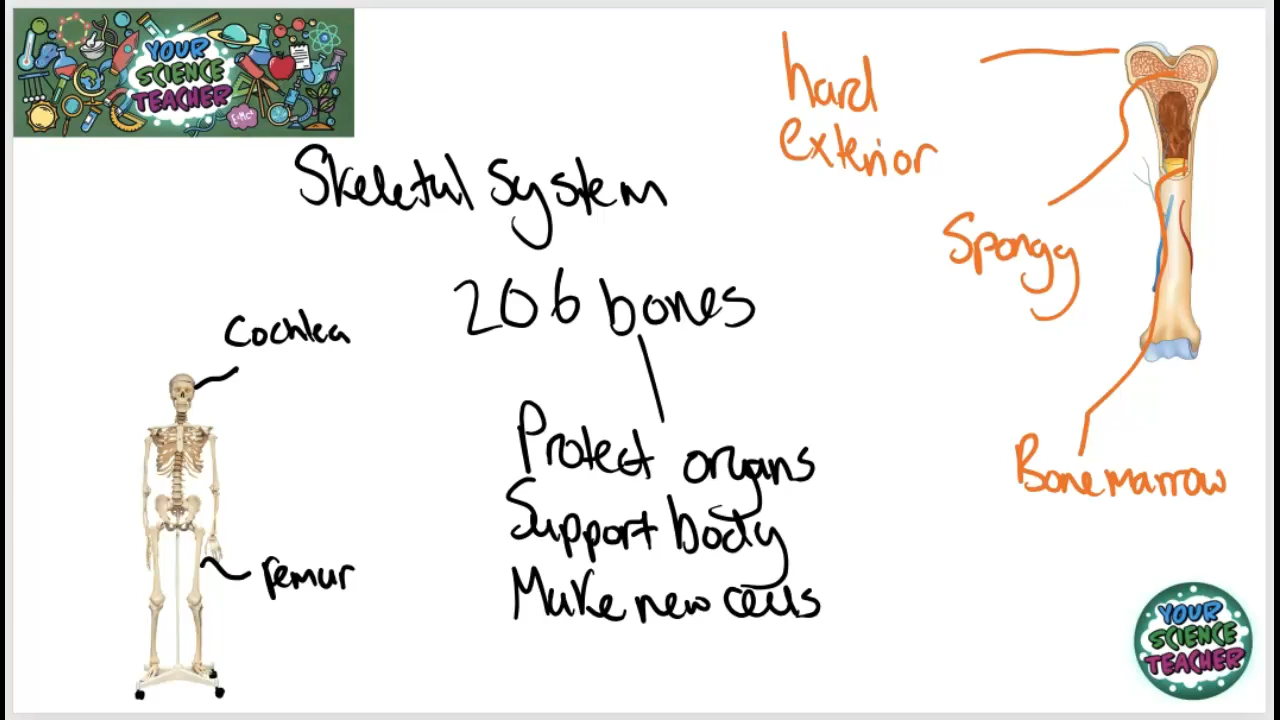 YOUR
SCIENCE
TEACHER
E=MC²
hard
exterior
Skeletal System
Spongy
206 bones
Cochlea
Protect organs
Support body
Bone marrow
femur
Make new cells
YOUR
SCIENCE
TEACHER